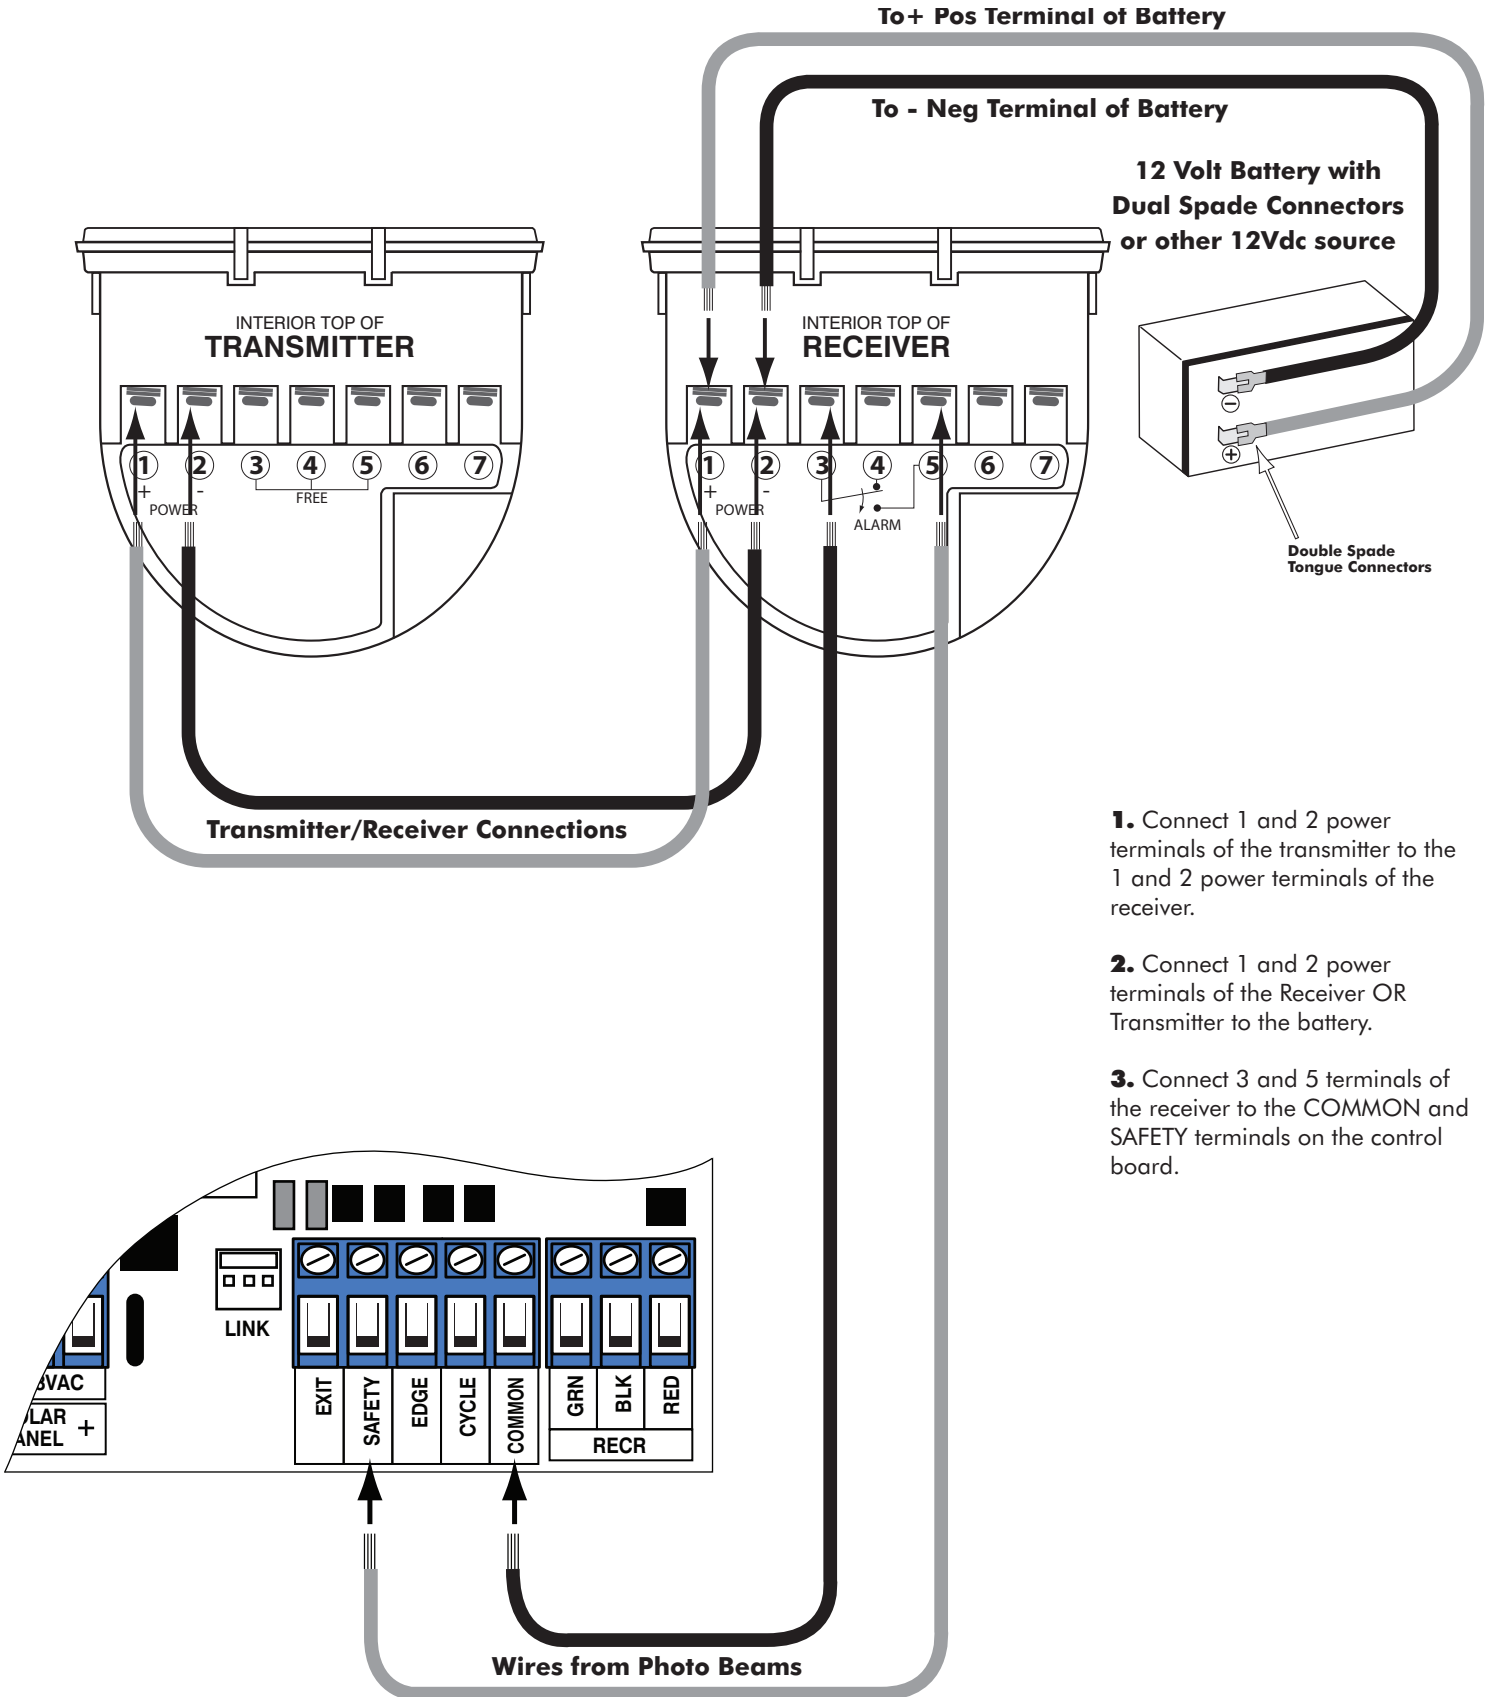 To+ Pos Terminal of Battery
To - Neg Terminal of Battery
12 Volt Battery with
Dual Spade Connectors
or other 12Vdc source
INTERIOR TOP OF
TRANSMITTER
1 2 3 4 5 6 7
+ -
POWER
FREE
INTERIOR TOP OF
RECEIVER
1 2 3 4 5 6 7
+ -
POWER
ALARM
−
+
Double Spade
Tongue Connectors
Transmitter/Receiver Connections
1. Connect 1 and 2 power
terminals of the transmitter to the
1 and 2 power terminals of the
receiver.
2. Connect 1 and 2 power
terminals of the Receiver OR
Transmitter to the battery.
3. Connect 3 and 5 terminals of
the receiver to the COMMON and
SAFETY terminals on the control
board.
LINK
VAC
LAR
ANEL +
EXIT
SAFETY
EDGE
CYCLE
COMMON
GRN
BLK
RED
RECR
Wires from Photo Beams